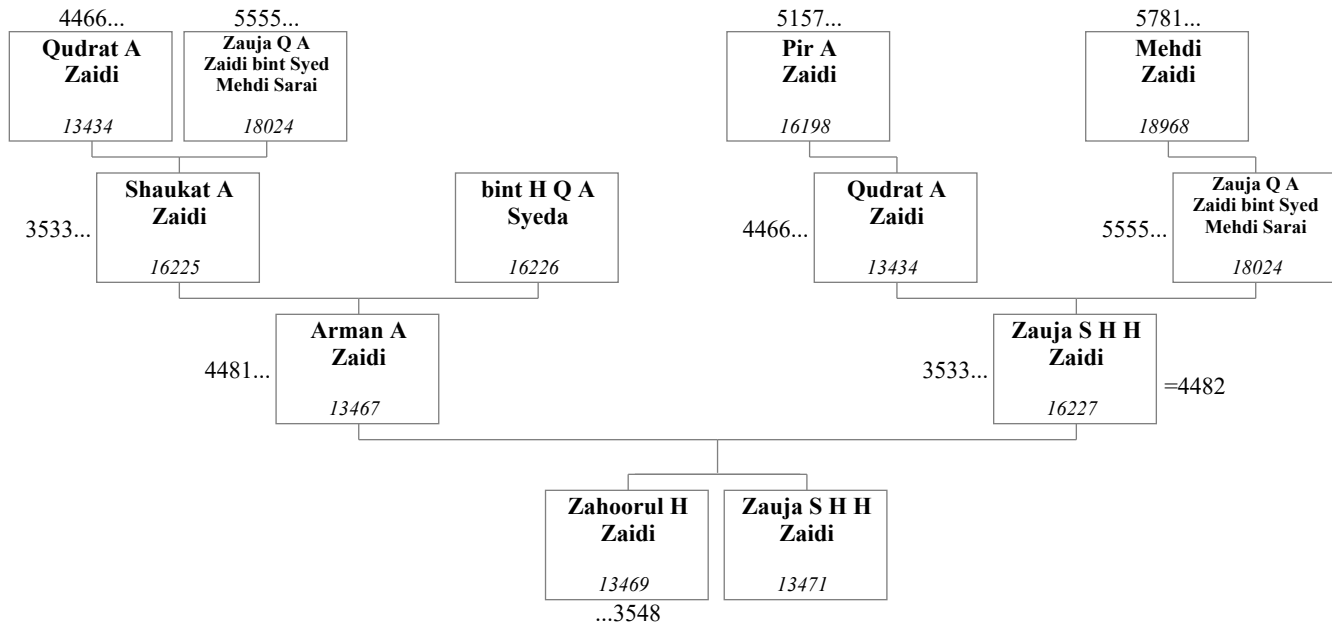 4466...
5555...
5157...
5781...
Qudrat A
Zaidi
13434
Zauja Q A
Zaidi bint Syed
Mehdi Sarai
18024
Pir A
Zaidi
16198
Mehdi
Zaidi
18968
3533...
Shaukat A
Zaidi
16225
bint H Q A
Syeda
16226
4466...
Qudrat A
Zaidi
13434
5555...
Zauja Q A
Zaidi bint Syed
Mehdi Sarai
18024
4481...
Arman A
Zaidi
13467
3533...
Zauja S H H
Zaidi
16227
=4482
Zahoorul H
Zaidi
13469
...3548
Zauja S H H
Zaidi
13471